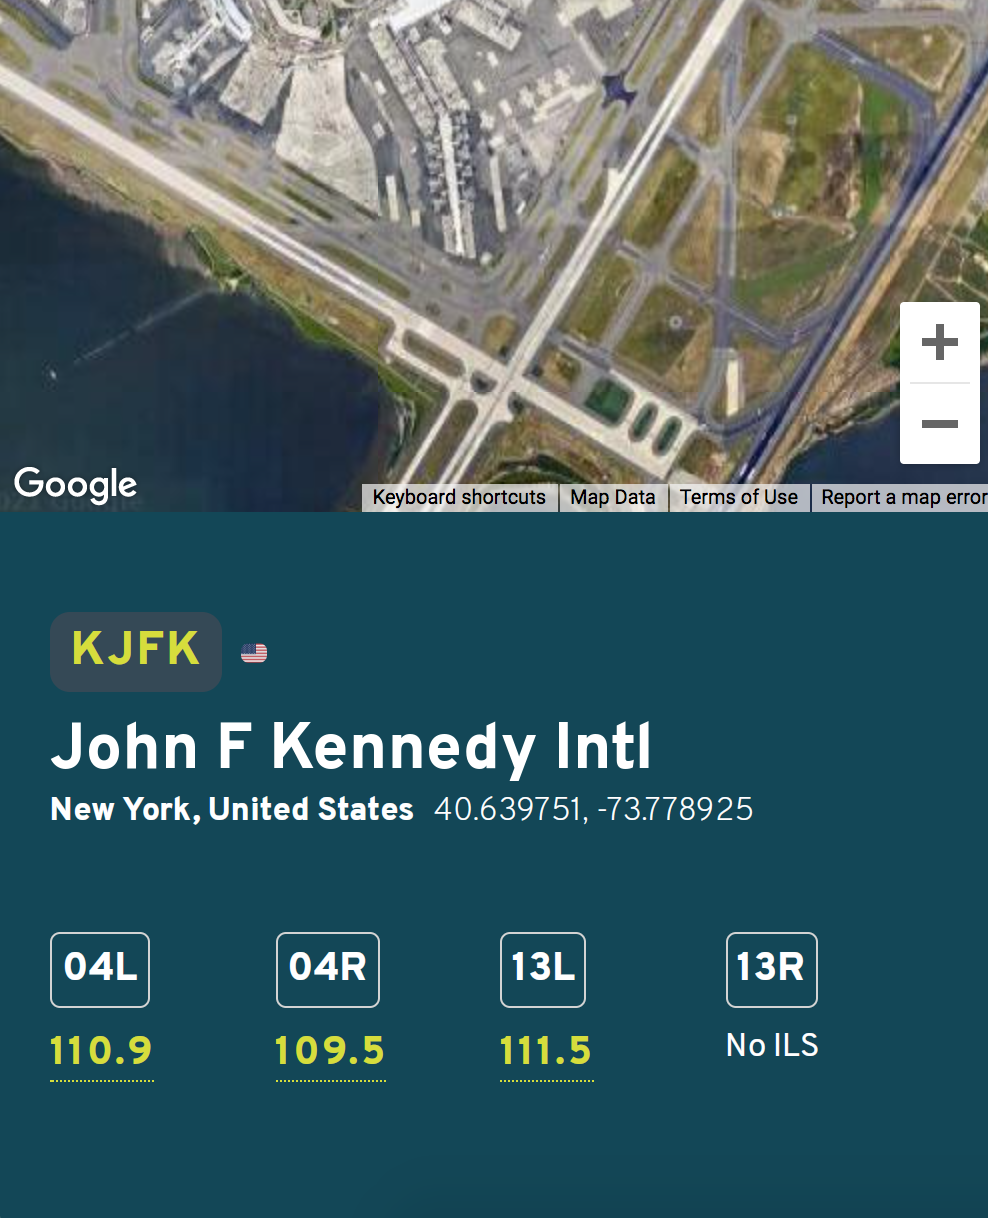 Google
Keyboard shortcuts Map Data Terms of Use Report a map error
KJFK
John F Kennedy Intl
New York, United States 40.639751, -73.778925
04L 04R 13L 13R
110.9 109.5 111.5 No ILS